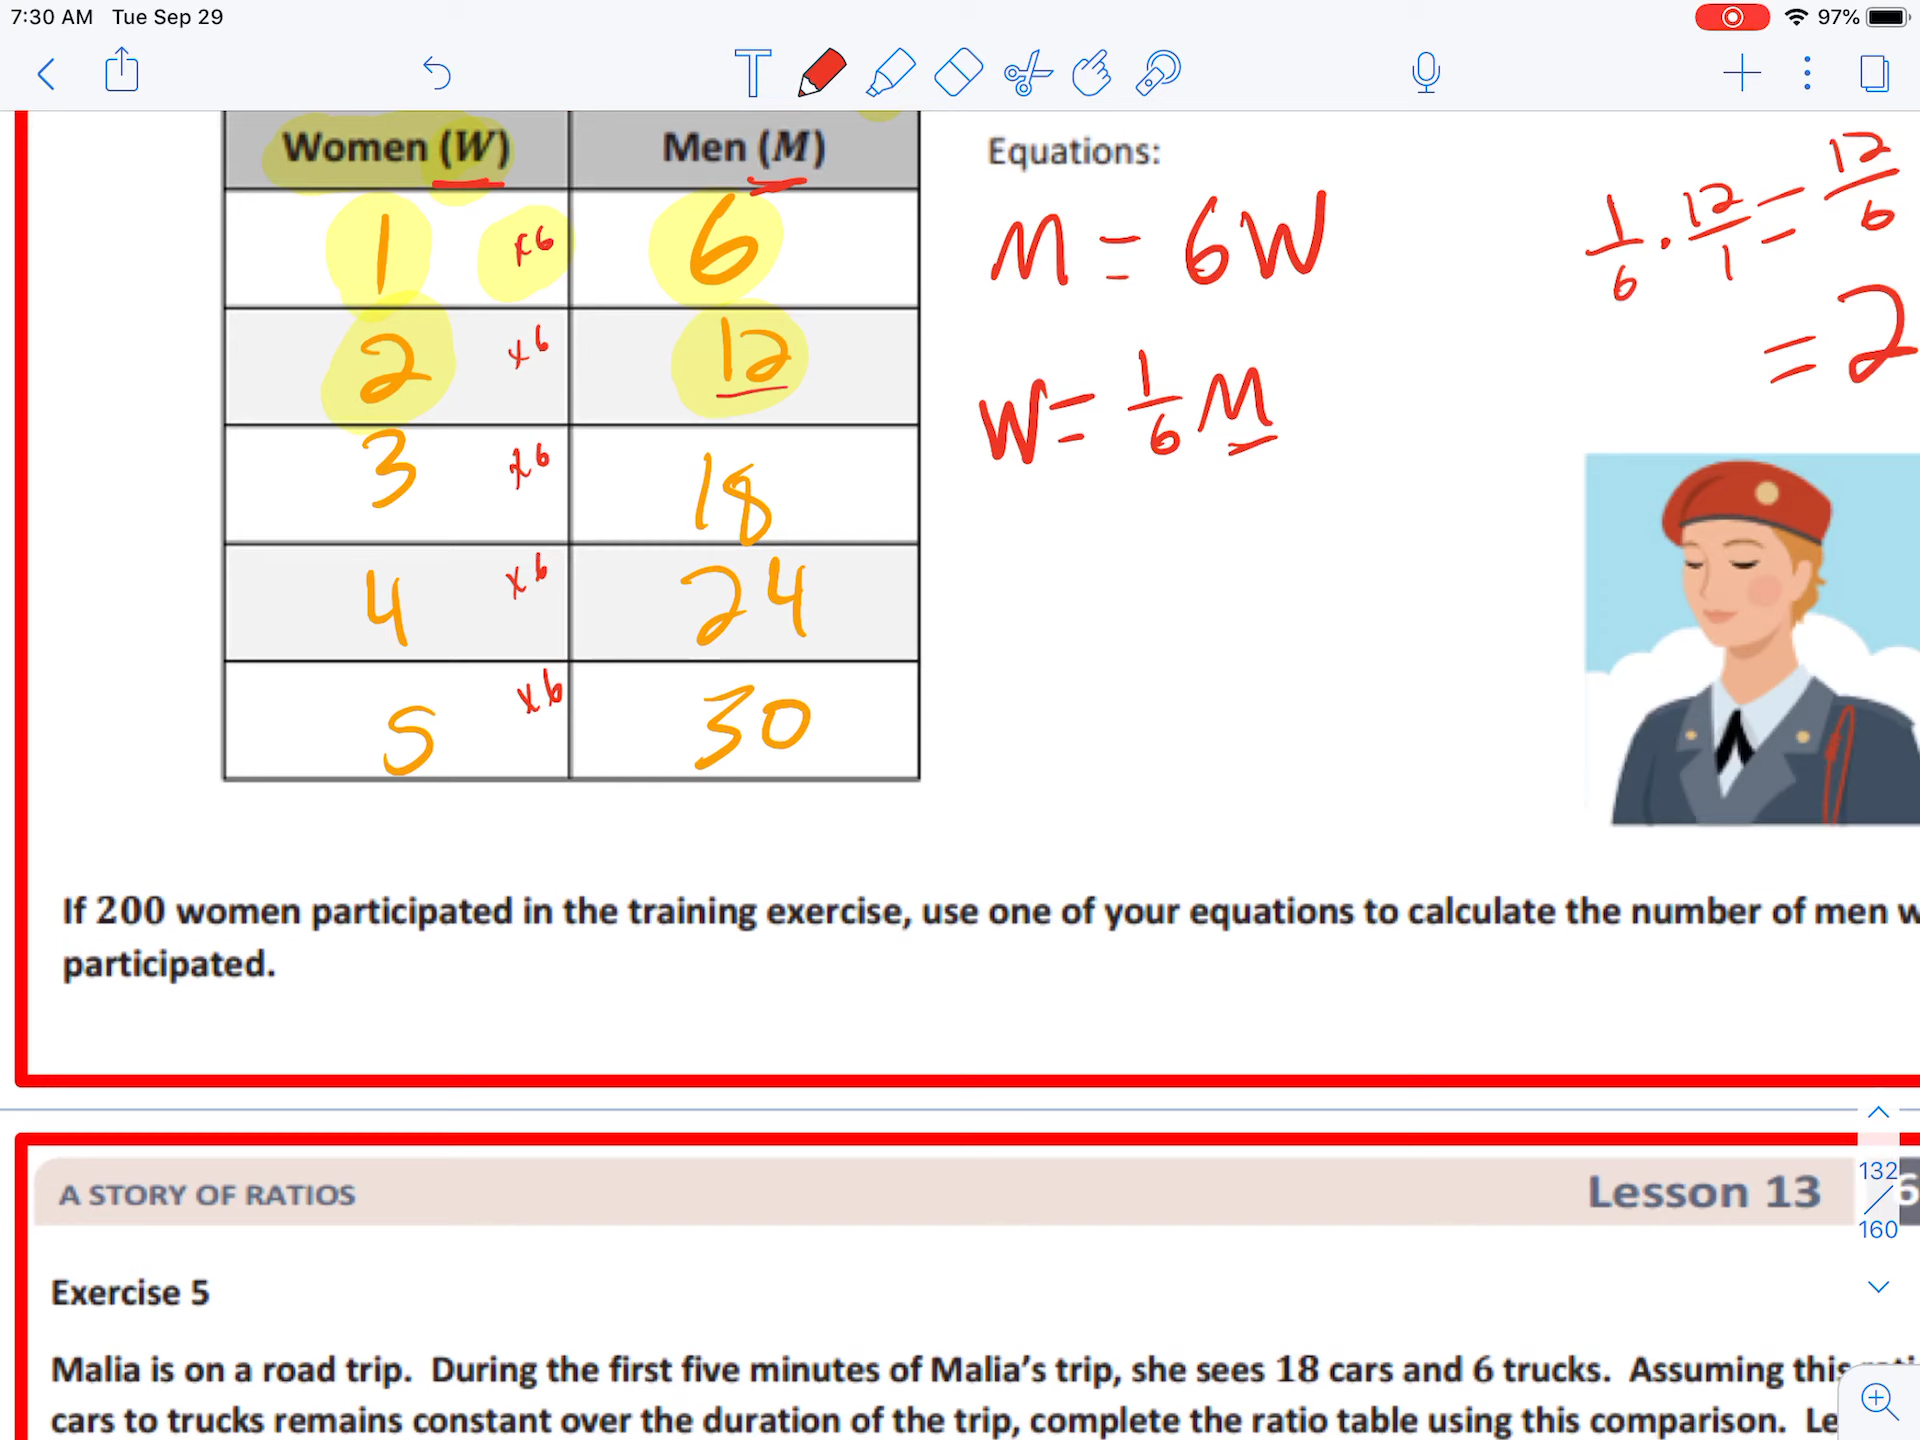 7:30 AM Tue Sep 29 97%
T
Women (W) Men (M) Equations:
1 x6 6 M = 6W 1/6 · 12/1 = 12/6
2 x6 12 W = 1/6 M = 2
3 x6 18
4 x6 24
5 x6 30
If 200 women participated in the training exercise, use one of your equations to calculate the number of men
participated.
A STORY OF RATIOS Lesson 13 6
132
160
Exercise 5
Malia is on a road trip. During the first five minutes of Malia's trip, she sees 18 cars and 6 trucks. Assuming this
cars to trucks remains constant over the duration of the trip, complete the ratio table using this comparison. Le